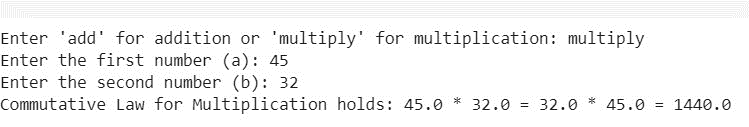 Enter 'add' for addition or 'multiply' for multiplication: multiply
Enter the first number (a): 45
Enter the second number (b): 32
Commutative Law for Multiplication holds: 45.0 * 32.0 = 32.0 * 45.0 = 1440.0